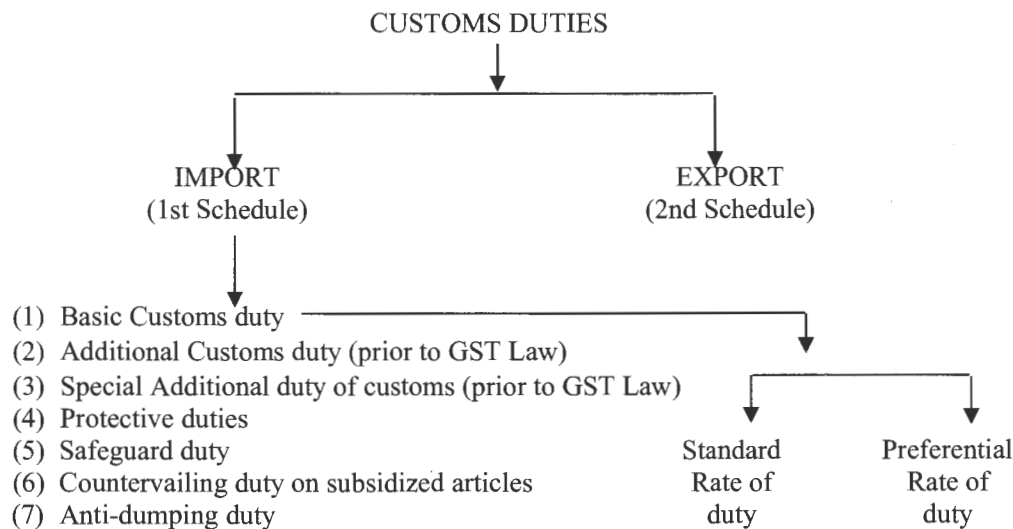 CUSTOMS DUTIES
IMPORT
(1st Schedule)
EXPORT
(2nd Schedule)
(1) Basic Customs duty
(2) Additional Customs duty (prior to GST Law)
(3) Special Additional duty of customs (prior to GST Law)
(4) Protective duties
(5) Safeguard duty
(6) Countervailing duty on subsidized articles
(7) Anti-dumping duty
Standard
Rate of
duty
Preferential
Rate of
duty